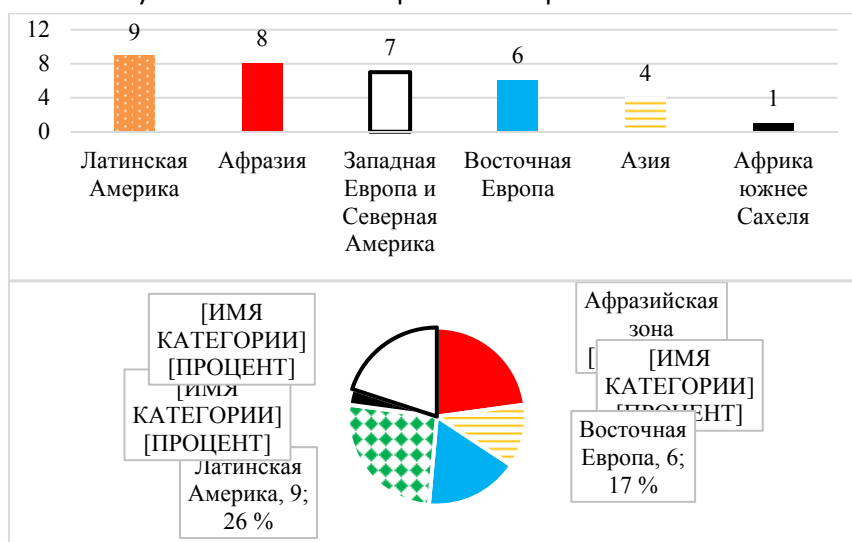 12
8
4
0
9
8
7
6
4
1
Латинская
Америка
Афразия
Западная
Европа и
Северная
Америка
Восточная
Европа
Азия
Африка
южнее
Сахеля
[ИМЯ
КАТЕГОРИИ]
[ПРОЦЕНТ]
[ИМЯ
КАТЕГОРИИ]
[ПРОЦЕНТ]
Латинская
Америка, 9;
26 %
Афразийская
зона
[
[ИМЯ
КАТЕГОРИИ]
[ПРОЦЕНТ]
Восточная
Европа, 6;
17 %